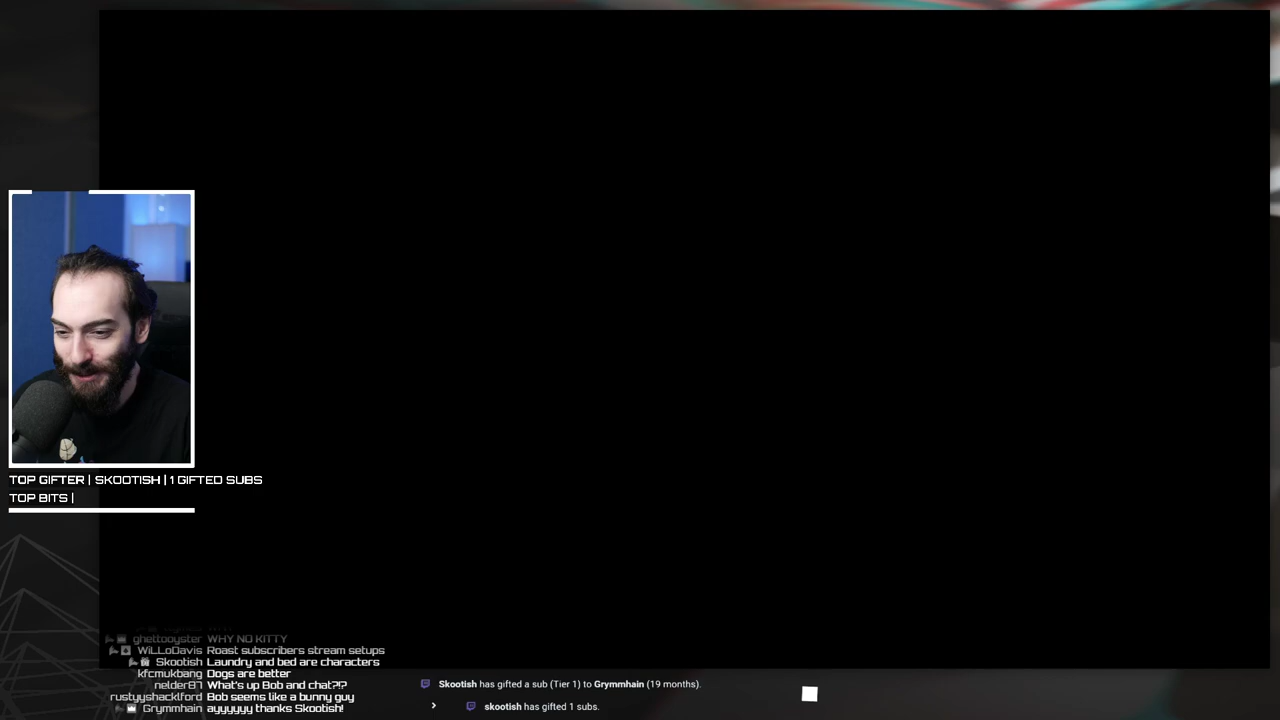 TOP GIFTER | SKOOTISH | 1 GIFTED SUBS
TOP BITS |
ghettboyster WHY NO KITTY
WiLLoDavis Roast subscribers stream setups
Skootish Laundry and bed are characters
kfcmukbang Dogs are better
nelder87 What's up Bob and chat?!?
rustyyshacklford Bob seems like a bunny guy
Grymmhain ayyyyyy thanks Skootish!
Skootish has gifted a sub (Tier 1) to Grymmhain (19 months).
skootish has gifted 1 subs.